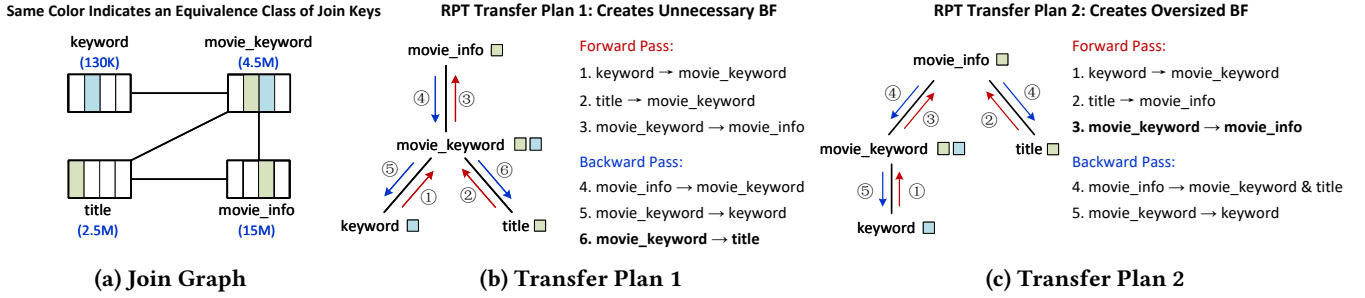 Same Color Indicates an Equivalence Class of Join Keys
keyword
(130K)
movie_keyword
(4.5M)
title
(2.5M)
movie_info
(15M)
(a) Join Graph
RPT Transfer Plan 1: Creates Unnecessary BF
movie_info
④
③
movie_keyword
⑤
①
②
⑥
keyword
title
Forward Pass:
1. keyword → movie_keyword
2. title → movie_keyword
3. movie_keyword → movie_info
Backward Pass:
4. movie_info → movie_keyword
5. movie_keyword → keyword
6. movie_keyword → title
(b) Transfer Plan 1
RPT Transfer Plan 2: Creates Oversized BF
movie_info
④
③
②
④
movie_keyword
title
⑤
①
keyword
Forward Pass:
1. keyword → movie_keyword
2. title → movie_info
3. movie_keyword → movie_info
Backward Pass:
4. movie_info → movie_keyword & title
5. movie_keyword → keyword
(c) Transfer Plan 2